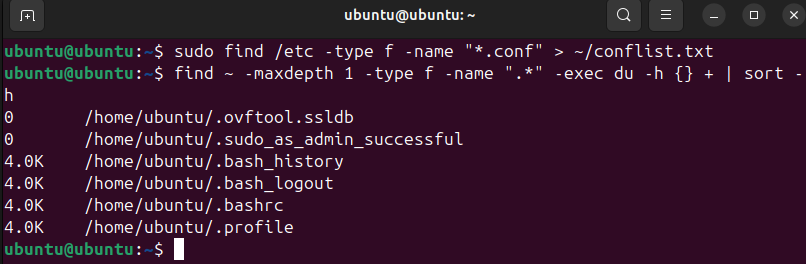 ubuntu@ubuntu: ~
ubuntu@ubuntu:~$ sudo find /etc -type f -name "*.conf" > ~/conflist.txt
ubuntu@ubuntu:~$ find ~ -maxdepth 1 -type f -name ".*" -exec du -h {} + | sort -
h
0       /home/ubuntu/.ovftool.ssldb
0       /home/ubuntu/.sudo_as_admin_successful
4.0K    /home/ubuntu/.bash_history
4.0K    /home/ubuntu/.bash_logout
4.0K    /home/ubuntu/.bashrc
4.0K    /home/ubuntu/.profile
ubuntu@ubuntu:~$